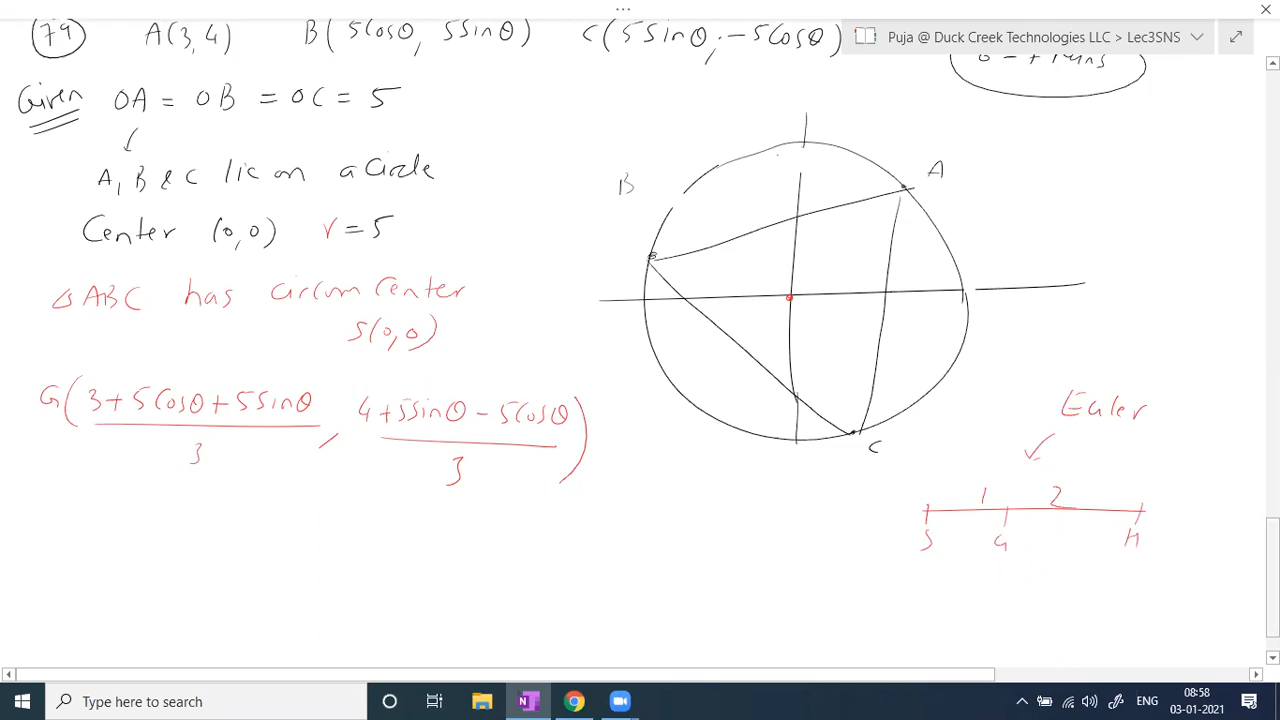 79 A(3,4) B(5Cosθ, 5Sinθ) C(5Sinθ, -5Cosθ)
Puja @ Duck Creek Technologies LLC > Lec3SNS
Given OA = OB = OC = 5
A, B & C lie on a Circle
Center (0,0) r = 5
△ABC has Circum Center
S(0,0)
G(3+5Cosθ+5Sinθ/3, 4+5Sinθ-5Cosθ/3)
B
A
C
Euler
1 2
S G H
Type here to search
ENG
08:58
03-01-2021